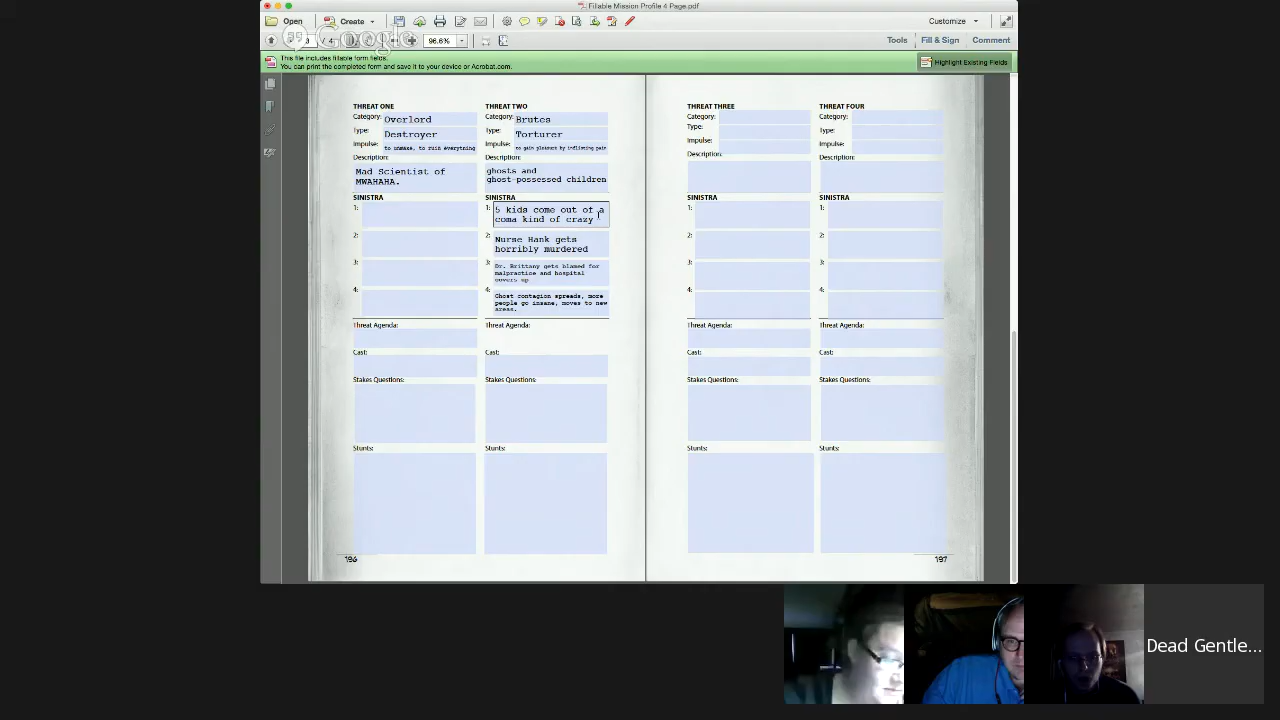 Fillable Mission Profile 4 Page.pdf
Open
Create
Customize
Google
/ 4
96.6%
Tools
Fill & Sign
Comment
This file includes fillable form fields.
You can print the completed form and save it to your device or Acrobat.com.
Highlight Existing Fields
THREAT ONE
Category: Overlord
Type: Destroyer
Impulse: to unmake, to ruin everything
Description:
Mad Scientist of
MWAHAHA.
SINISTRA
1:
2:
3:
4:
Threat Agenda:
Cast:
Stakes Questions:
Stunts:
196
THREAT TWO
Category: Brutes
Type: Torturer
Impulse: to gain pleasure by inflicting pain
Description:
ghosts and
ghost-possessed children
SINISTRA
1: 5 kids come out of a
coma kind of crazy
2: Nurse Hank gets
horribly murdered
3: Dr. Brittany gets blamed for
malpractice and hospital
covers up
4: Ghost contagion spreads, more
people go insane, moves to new
areas.
Threat Agenda:
Cast:
Stakes Questions:
Stunts:
THREAT THREE
Category:
Type:
Impulse:
Description:
SINISTRA
1:
2:
3:
4:
Threat Agenda:
Cast:
Stakes Questions:
Stunts:
THREAT FOUR
Category:
Type:
Impulse:
Description:
SINISTRA
1:
2:
3:
4:
Threat Agenda:
Cast:
Stakes Questions:
Stunts:
197
Dead Gentle...